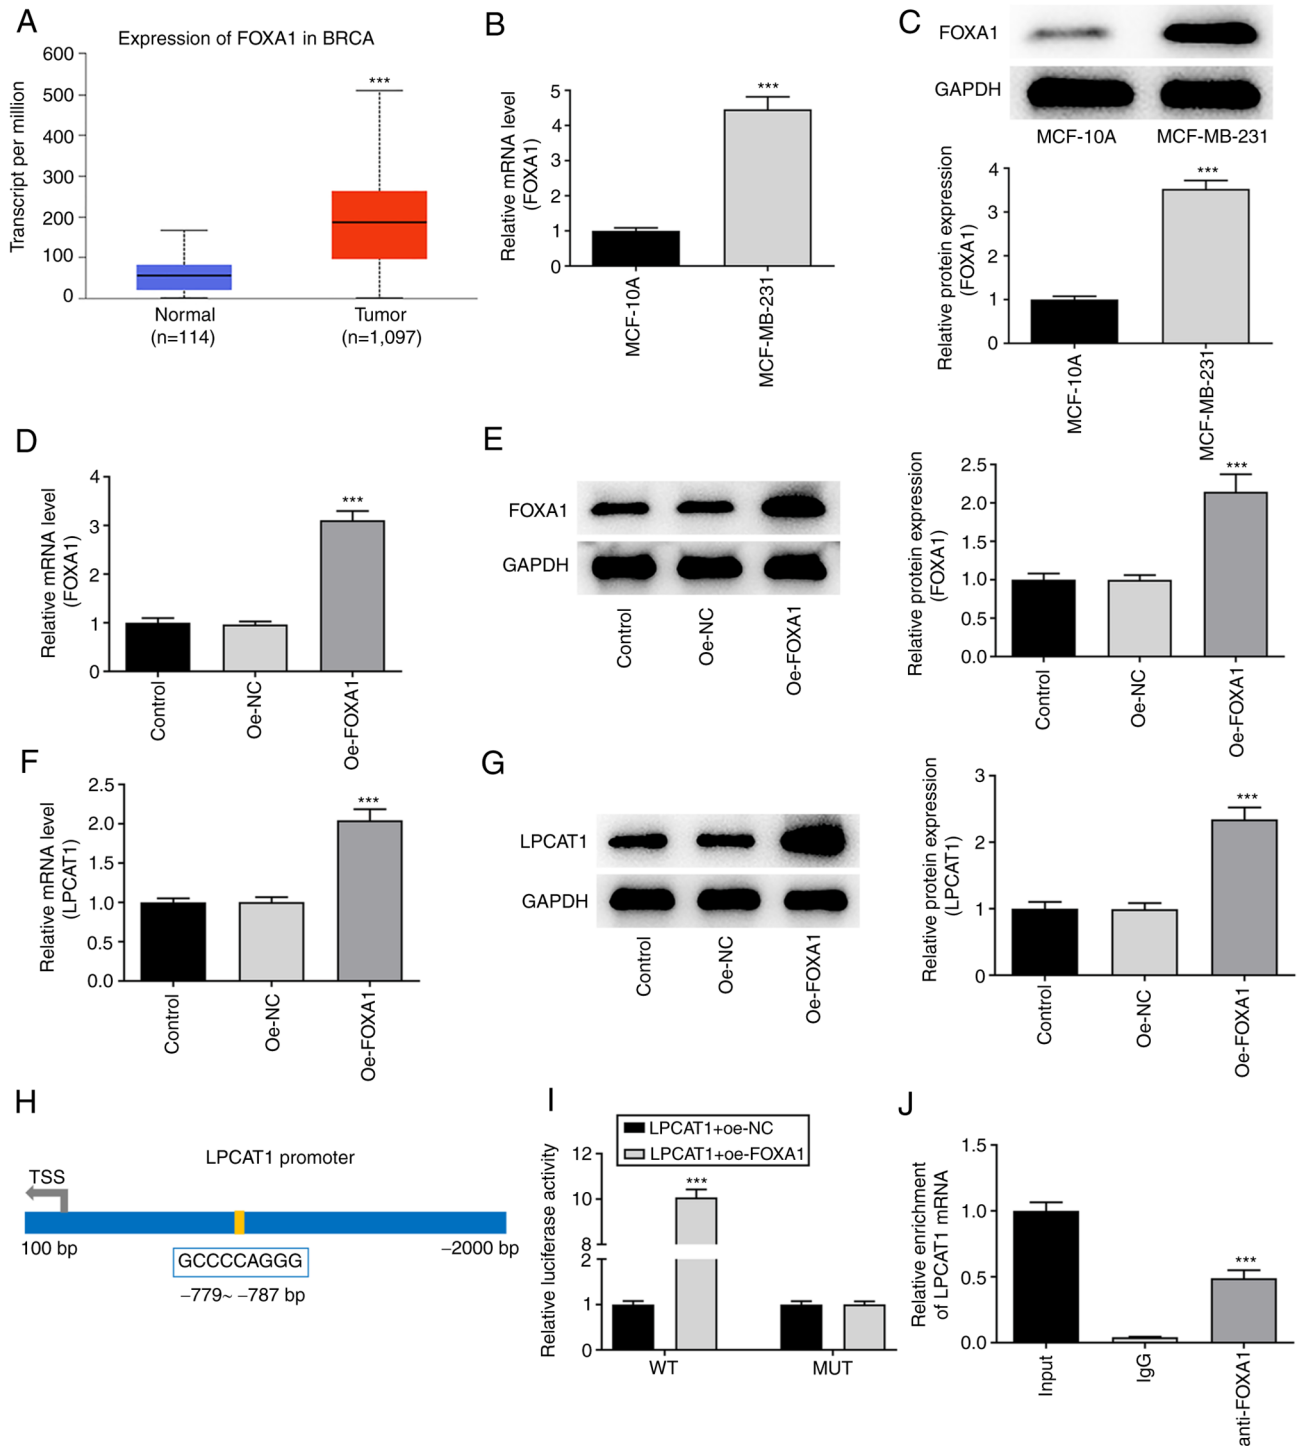 A
Expression of FOXA1 in BRCA
Transcript per million
600
500
400
300
200
100
0
***
Normal
(n=114)
Tumor
(n=1,097)
B
Relative mRNA level
(FOXA1)
5
4
3
2
1
0
***
MCF-10A
MCF-MB-231
C
FOXA1
GAPDH
MCF-10A MCF-MB-231
Relative protein expression
(FOXA1)
4
3
2
1
0
***
MCF-10A
MCF-MB-231
D
Relative mRNA level
(FOXA1)
4
3
2
1
0
***
Control
Oe-NC
Oe-FOXA1
E
FOXA1
GAPDH
Control
Oe-NC
Oe-FOXA1
Relative protein expression
(FOXA1)
2.5
2.0
1.5
1.0
0.5
0.0
***
Control
Oe-NC
Oe-FOXA1
F
Relative mRNA level
(LPCAT1)
2.5
2.0
1.5
1.0
0.5
0.0
***
Control
Oe-NC
Oe-FOXA1
G
LPCAT1
GAPDH
Control
Oe-NC
Oe-FOXA1
Relative protein expression
(LPCAT1)
3
2
1
0
***
Control
Oe-NC
Oe-FOXA1
H
LPCAT1 promoter
TSS
100 bp
−2000 bp
GCCCCAGGG
−779~ −787 bp
I
LPCAT1+oe-NC
LPCAT1+oe-FOXA1
Relative luciferase activity
12
10
8
2
1
0
***
WT
MUT
J
Relative enrichment
of LPCAT1 mRNA
1.5
1.0
0.5
0.0
***
Input
IgG
anti-FOXA1